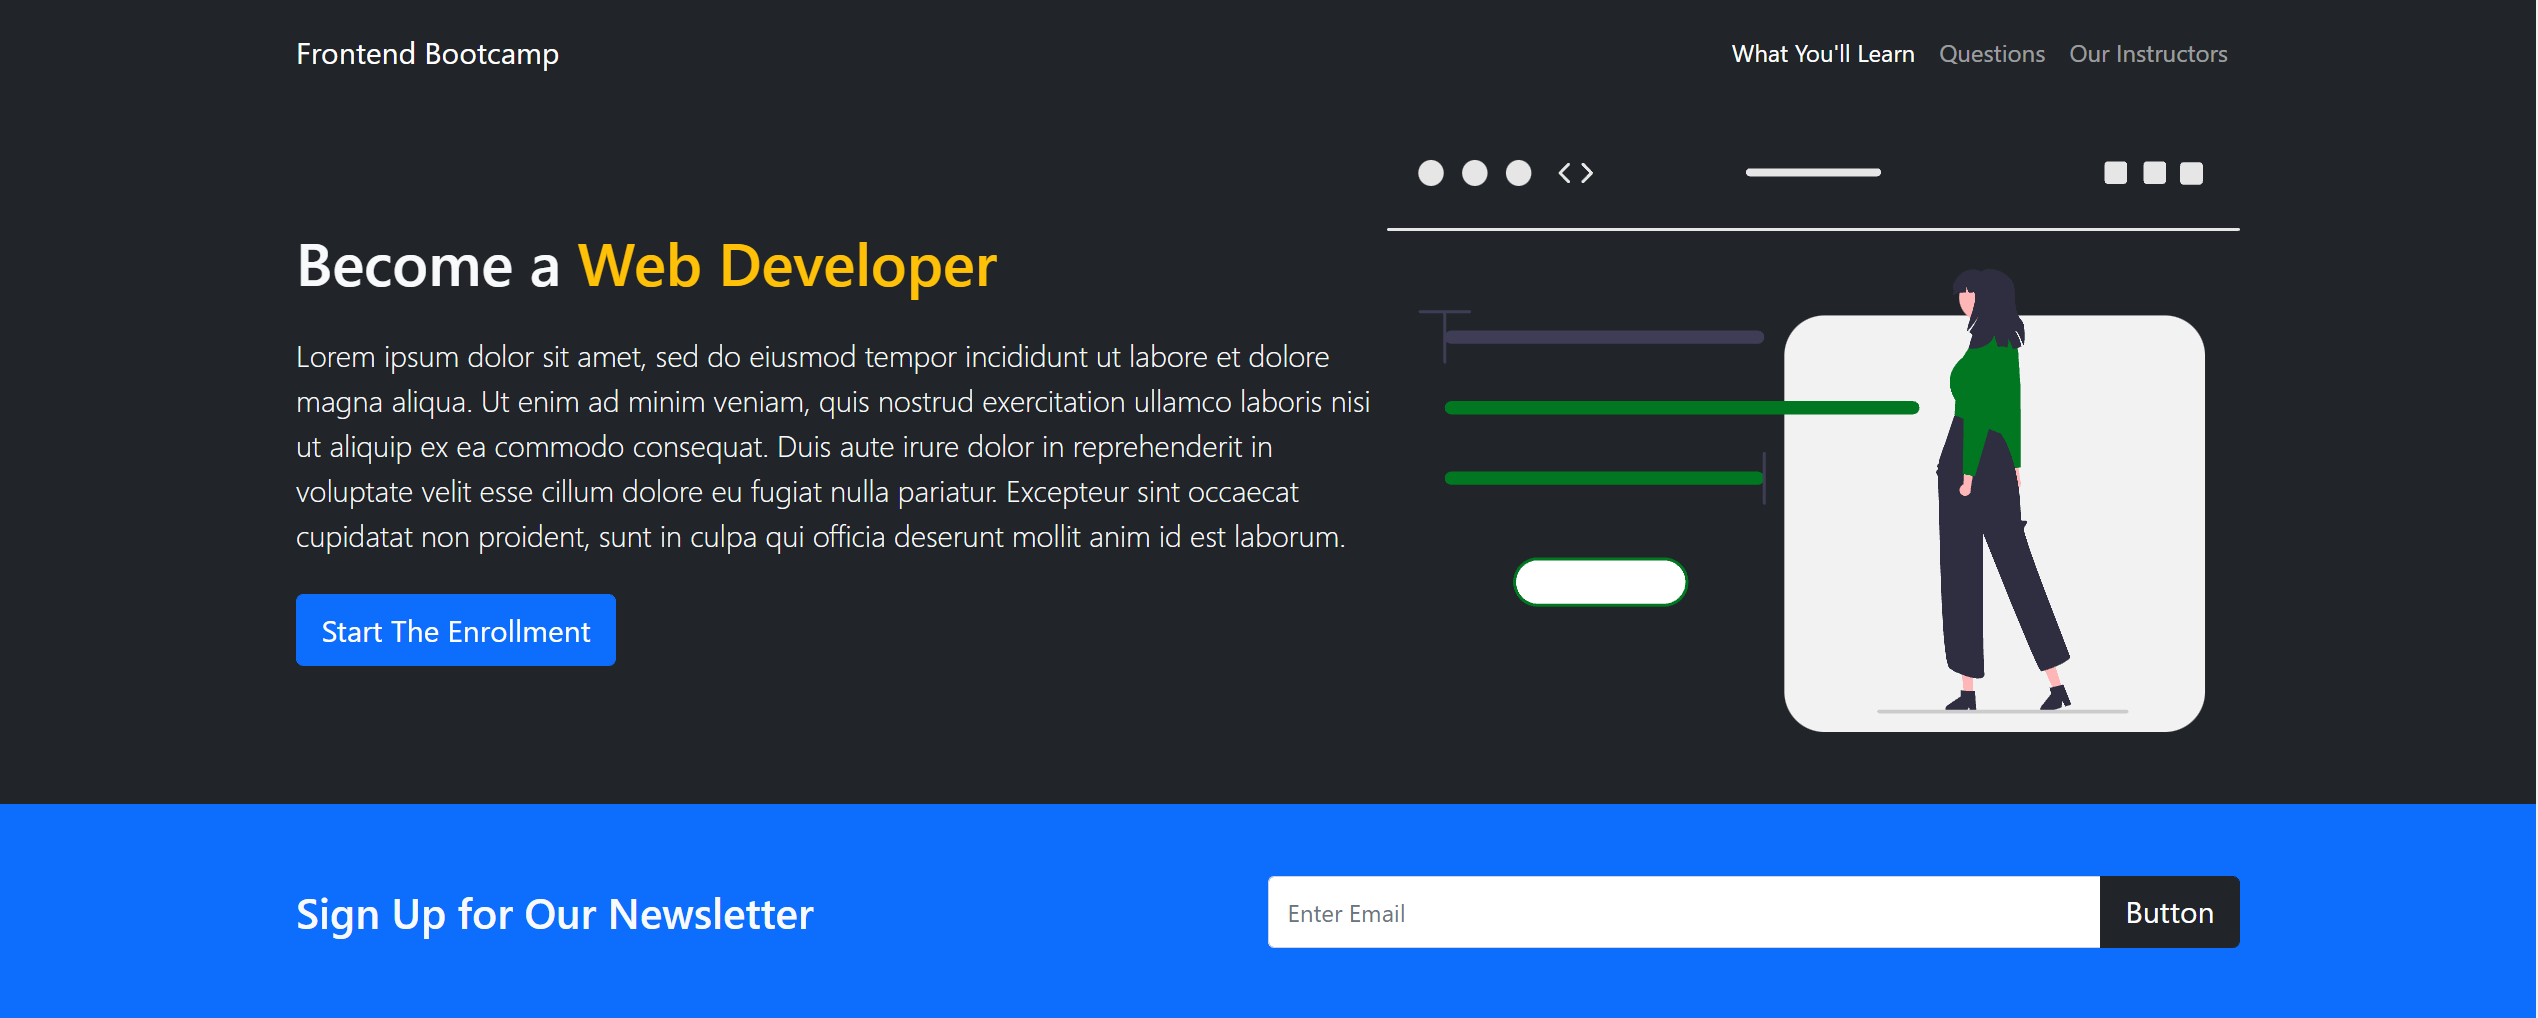 Frontend Bootcamp
What You'll Learn Questions Our Instructors
Become a Web Developer
Lorem ipsum dolor sit amet, sed do eiusmod tempor incididunt ut labore et dolore
magna aliqua. Ut enim ad minim veniam, quis nostrud exercitation ullamco laboris nisi
ut aliquip ex ea commodo consequat. Duis aute irure dolor in reprehenderit in
voluptate velit esse cillum dolore eu fugiat nulla pariatur. Excepteur sint occaecat
cupidatat non proident, sunt in culpa qui officia deserunt mollit anim id est laborum.
Start The Enrollment
Sign Up for Our Newsletter
Enter Email
Button